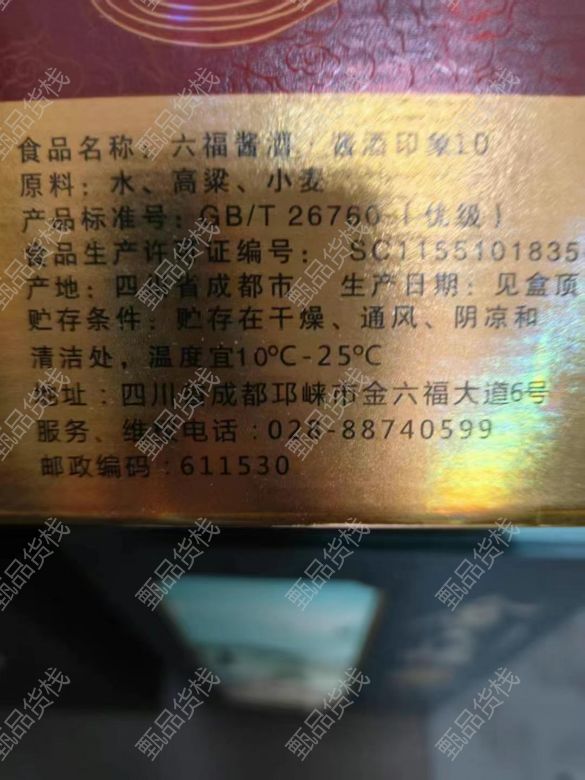 食品名称：六福酱酒·酱酒印象10
原料：水、高粱、小麦
产品标准号：GB/T 26760（优级）
食品生产许可证编号：SC1155101835
产地：四川省成都市 生产日期：见盒顶
贮存条件：贮存在干燥、通风、阴凉和
清洁处，温度宜10℃-25℃
地址：四川省成都邛崃市金六福大道6号
服务、维权电话：028-88740599
邮政编码：611530
甄品货栈